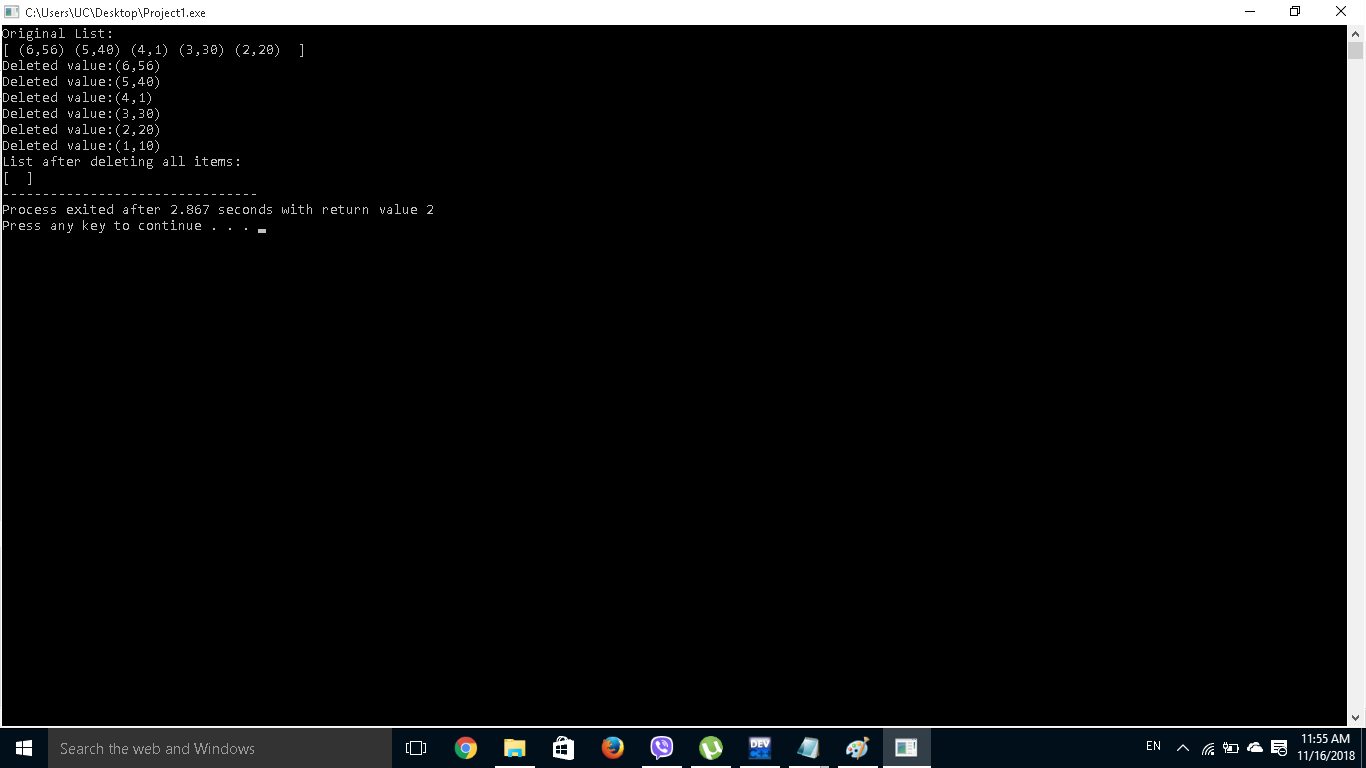 C:\Users\UC\Desktop\Project1.exe
Original List:
[ (6,56) (5,40) (4,1) (3,30) (2,20)  ]
Deleted value:(6,56)
Deleted value:(5,40)
Deleted value:(4,1)
Deleted value:(3,30)
Deleted value:(2,20)
Deleted value:(1,10)
List after deleting all items:
[  ]
--------------------------------
Process exited after 2.867 seconds with return value 2
Press any key to continue . . .
Search the web and Windows
DEV
EN
11:55 AM
11/16/2018